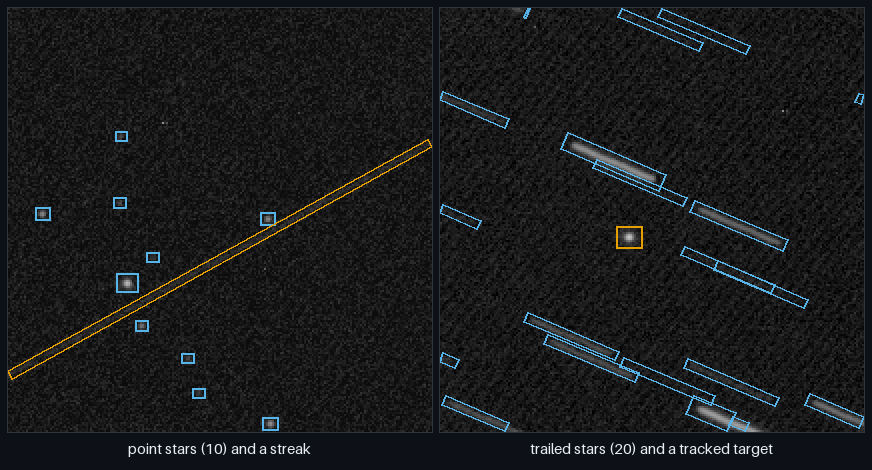 point stars (10) and a streak
trailed stars (20) and a tracked target